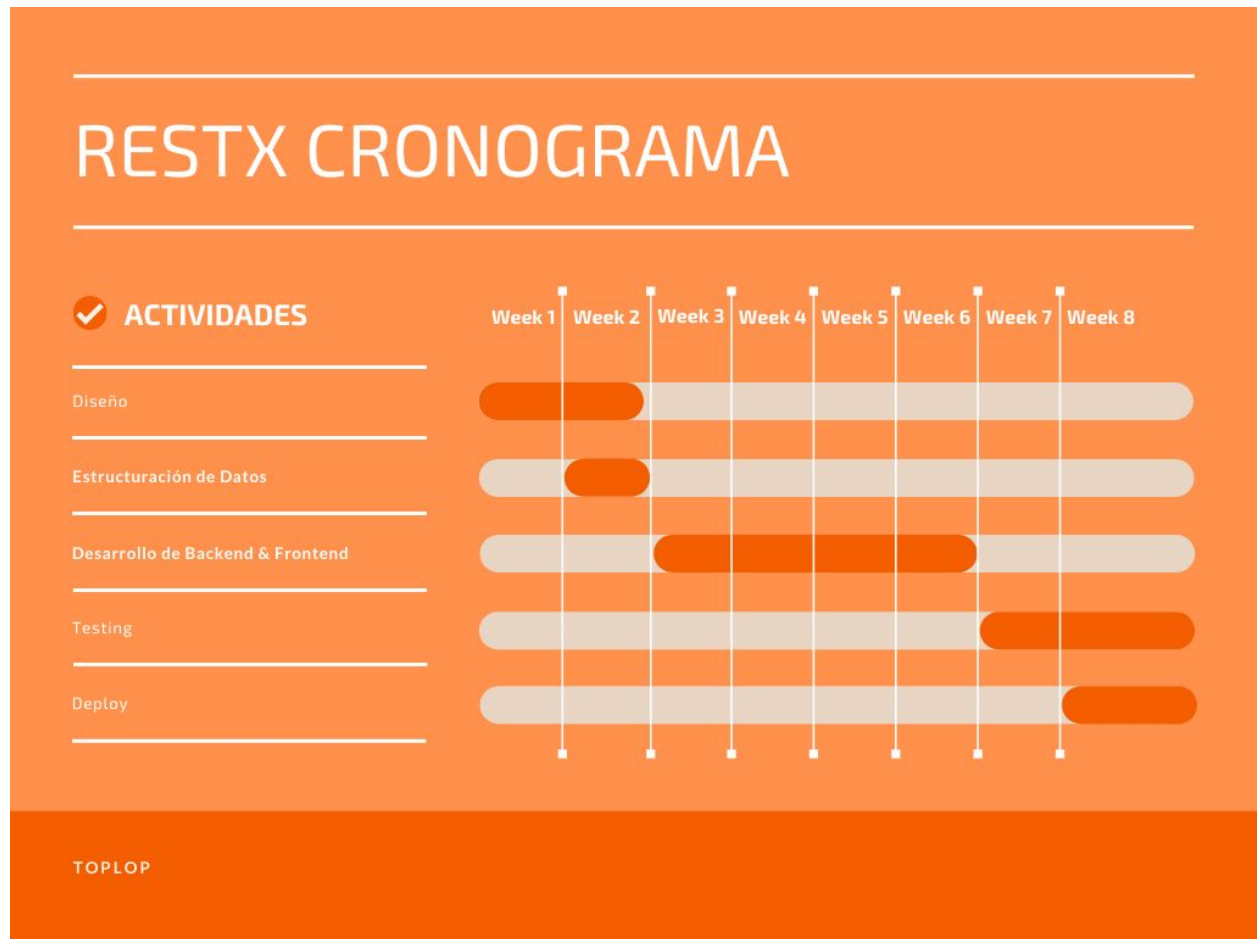 RESTX CRONOGRAMA
ACTIVIDADES
Week 1 Week 2 Week 3 Week 4 Week 5 Week 6 Week 7 Week 8
Diseño
Estructuración de Datos
Desarrollo de Backend & Frontend
Testing
Deploy
TOPLOP